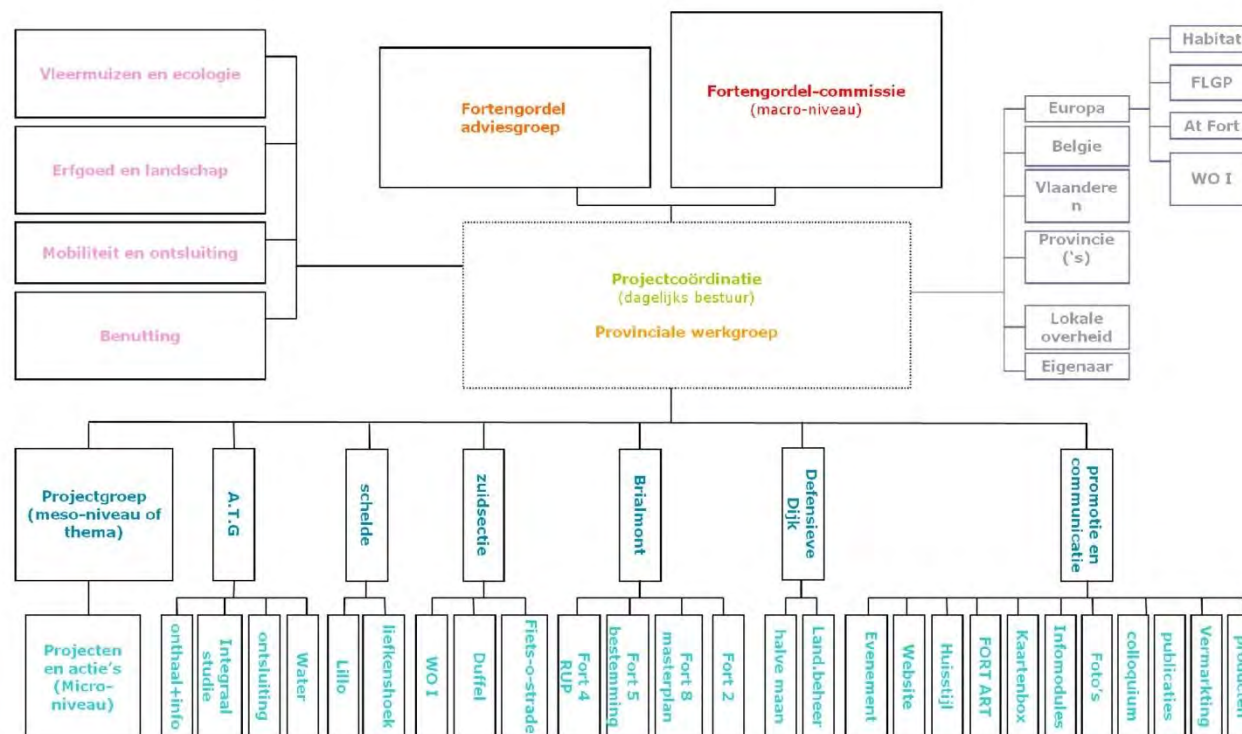 Vleermuizen en ecologie
Erfgoed en landschap
Mobiliteit en ontsluiting
Benutting
Fortengordel
adviesgroep
Fortengordel-commissie
(macro-niveau)
Projectcoördinatie
(dagelijks bestuur)
Provinciale werkgroep
Europa
Belgie
Vlaandere
n
Provincie
('s)
Lokale
overheid
Eigenaar
Habitat
FLGP
At Fort
WO I
Projectgroep
(meso-niveau of
thema)
A.T.G
schelde
zuidsectie
Brialmont
Defensieve
Dijk
promotie en
communicatie
Projecten
en actie's
(Micro-
niveau)
onthaal+info
Integraal
studie
ontsluiting
Water
Lillo
liefkenshoek
WO I
Duffel
Fiets-o-strade
Fort 4
RUP
Fort 5
bestemming
Fort 8
masterplan
Fort 2
halve maan
Land.beheer
Evenement
Website
Huisstijl
FORT ART
Kaartenbox
Infomodules
Foto's
colloquium
publicaties
Vermarkting
producten